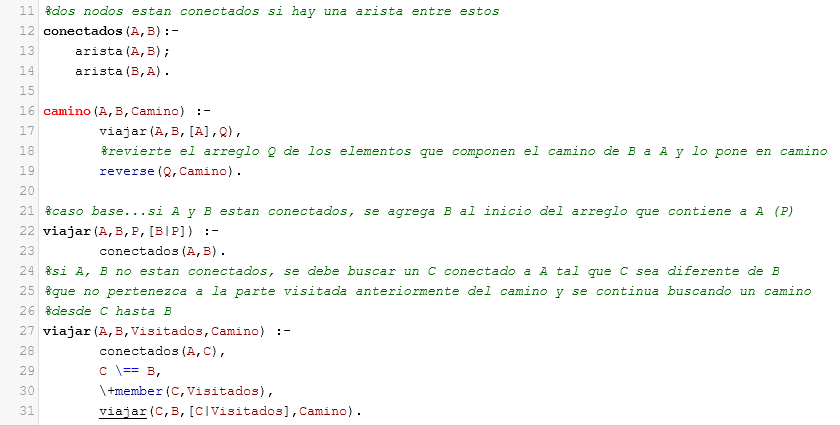 11 %dos nodos estan conectados si hay una arista entre estos
12 conectados(A,B):-
13     arista(A,B);
14     arista(B,A).
15
16 camino(A,B,Camino) :-
17        viajar(A,B,[A],Q),
18        %revierte el arreglo Q de los elementos que componen el camino de B a A y lo pone en camino
19        reverse(Q,Camino).
20
21 %caso base...si A y B estan conectados, se agrega B al inicio del arreglo que contiene a A (P)
22 viajar(A,B,P,[B|P]) :-
23        conectados(A,B).
24 %si A, B no estan conectados, se debe buscar un C conectado a A tal que C sea diferente de B
25 %que no pertenezca a la parte visitada anteriormente del camino y se continua buscando un camino
26 %desde C hasta B
27 viajar(A,B,Visitados,Camino) :-
28        conectados(A,C),
29        C \== B,
30        \+member(C,Visitados),
31        viajar(C,B,[C|Visitados],Camino).